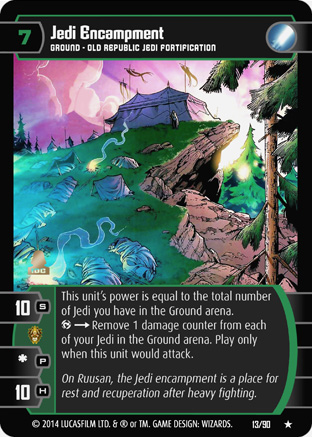 7
Jedi Encampment
GROUND - OLD REPUBLIC JEDI FORTIFICATION
10 S
* P
10 H
This unit's power is equal to the total number
of Jedi you have in the Ground arena.
Remove 1 damage counter from each
of your Jedi in the Ground arena. Play only
when this unit would attack.
On Ruusan, the Jedi encampment is a place for
rest and recuperation after heavy fighting.
© 2014 LUCASFILM LTD. & ® or TM. GAME DESIGN: WIZARDS.
13/90